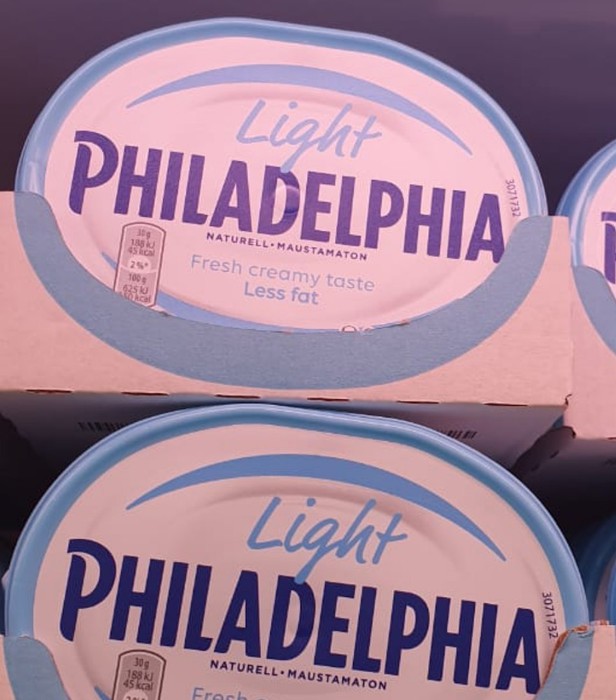 Light
PHILADELPHIA
NATURELL • MAUSTAMATON
Fresh creamy taste
Less fat
30g
188 kJ
45 kcal
2%*
100g
625 kJ
3071732
Light
PHILADELPHIA
NATURELL • MAUSTAMATON
30g
188 kJ
45 kcal
Fresh
3071732